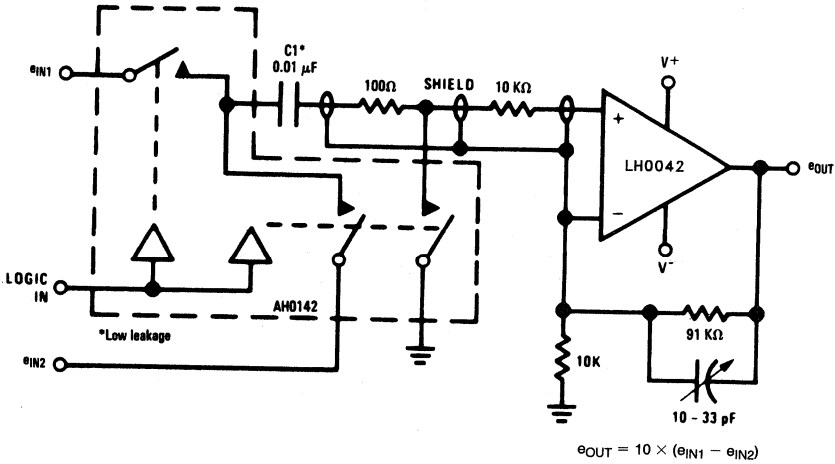 eIN1
C1*
0.01 μF
100Ω
SHIELD
10 KΩ
V+
+
LH0042
−
V-
eOUT
LOGIC
IN
AH0142
*Low leakage
eIN2
10K
91 KΩ
10 - 33 pF
eOUT = 10 × (eIN1 − eIN2)